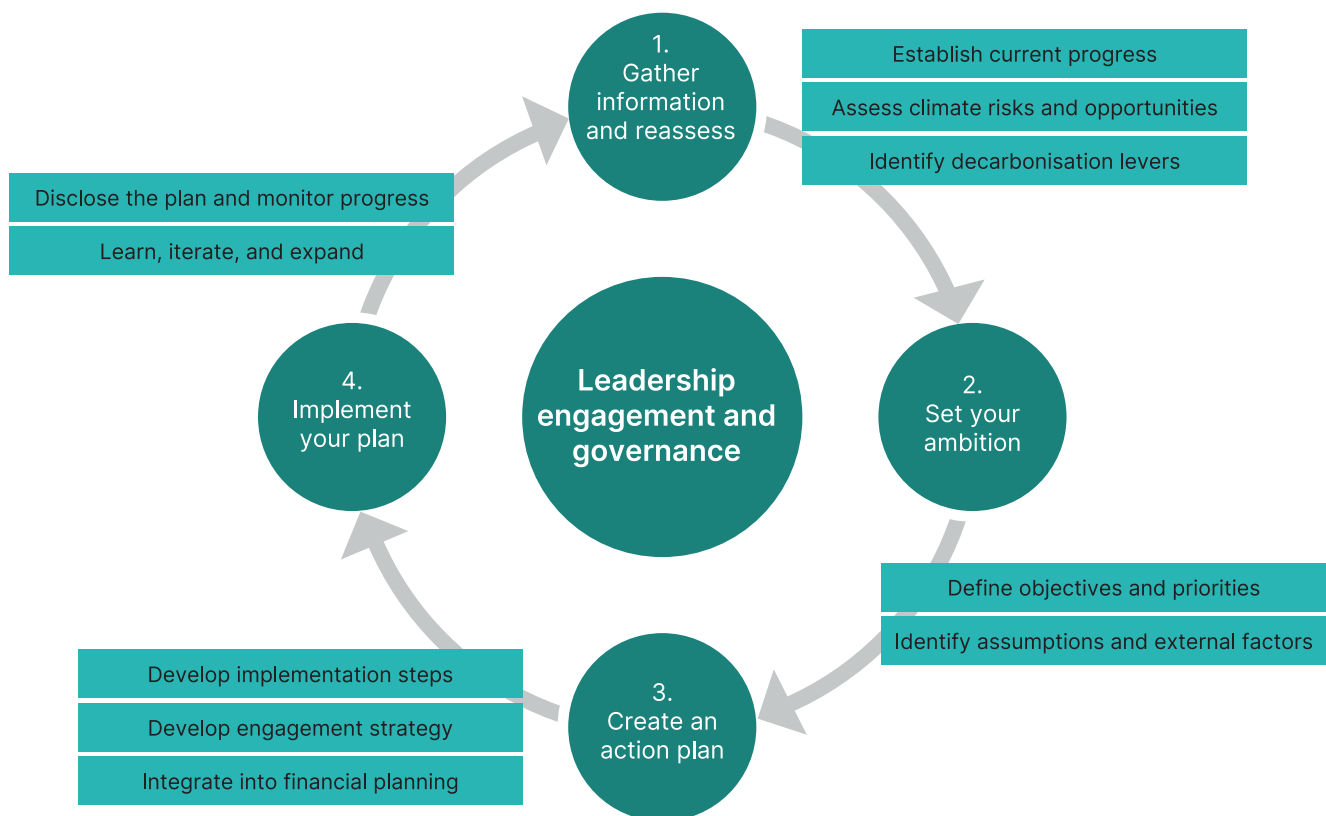 1.
Gather
information
and reassess
Establish current progress
Assess climate risks and opportunities
Identify decarbonisation levers
Disclose the plan and monitor progress
Learn, iterate, and expand
Leadership
engagement and
governance
4.
Implement
your plan
2.
Set your
ambition
Define objectives and priorities
Identify assumptions and external factors
3.
Create an
action plan
Develop implementation steps
Develop engagement strategy
Integrate into financial planning